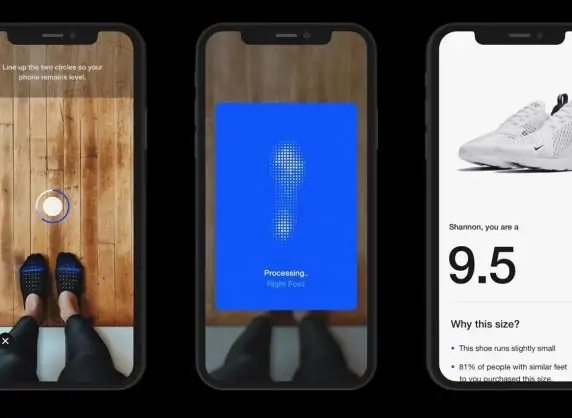 Line up the two circles so your
phone remains level.
Processing..
Right Foot
Shannon, you are a
9.5
Why this size?
• This shoe runs slightly small
• 81% of people with similar feet
to you purchased this size.